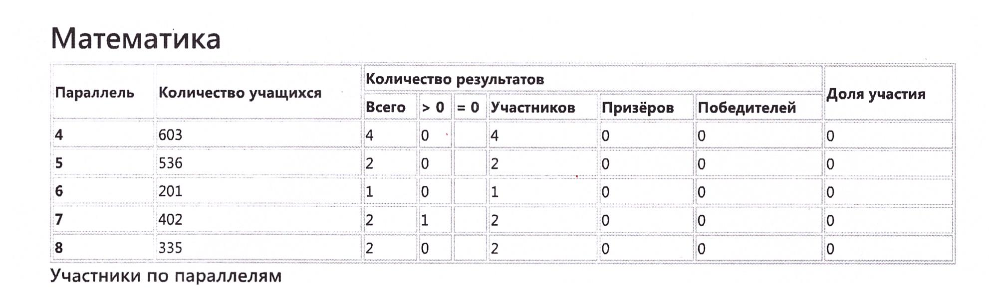 Математика
Параллель Количество учащихся Количество результатов Доля участия
Всего > 0 = 0 Участников Призёров Победителей
4 603 4 0 4 0 0 0
5 536 2 0 2 0 0 0
6 201 1 0 1 0 0 0
7 402 2 1 2 0 0 0
8 335 2 0 2 0 0 0
Участники по параллелям